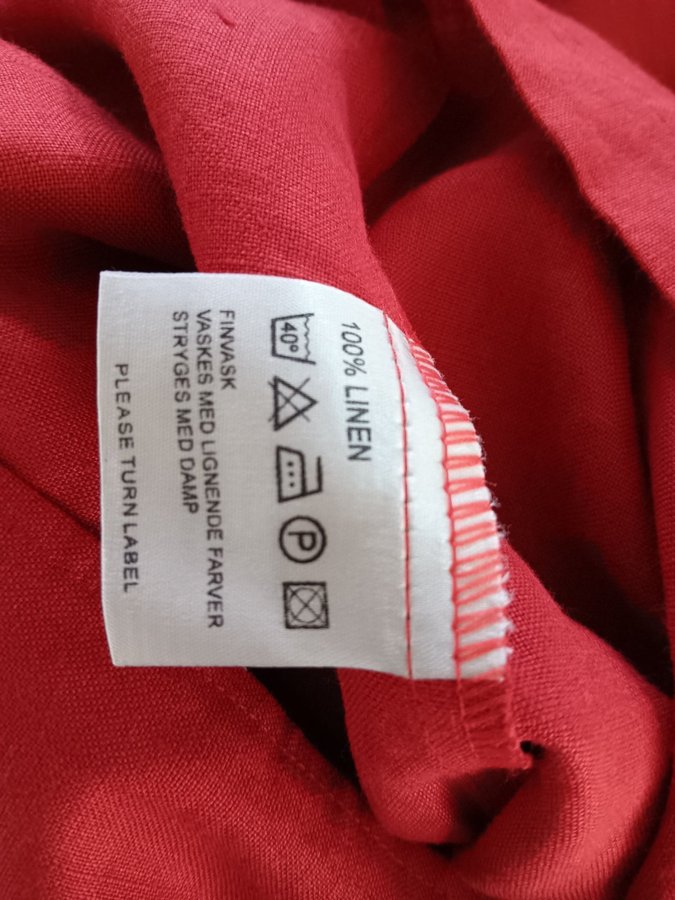 100% LINEN
40°
P
FINVASK
VASKES MED LIGNENDE FARVER
STRYGES MED DAMP
PLEASE TURN LABEL